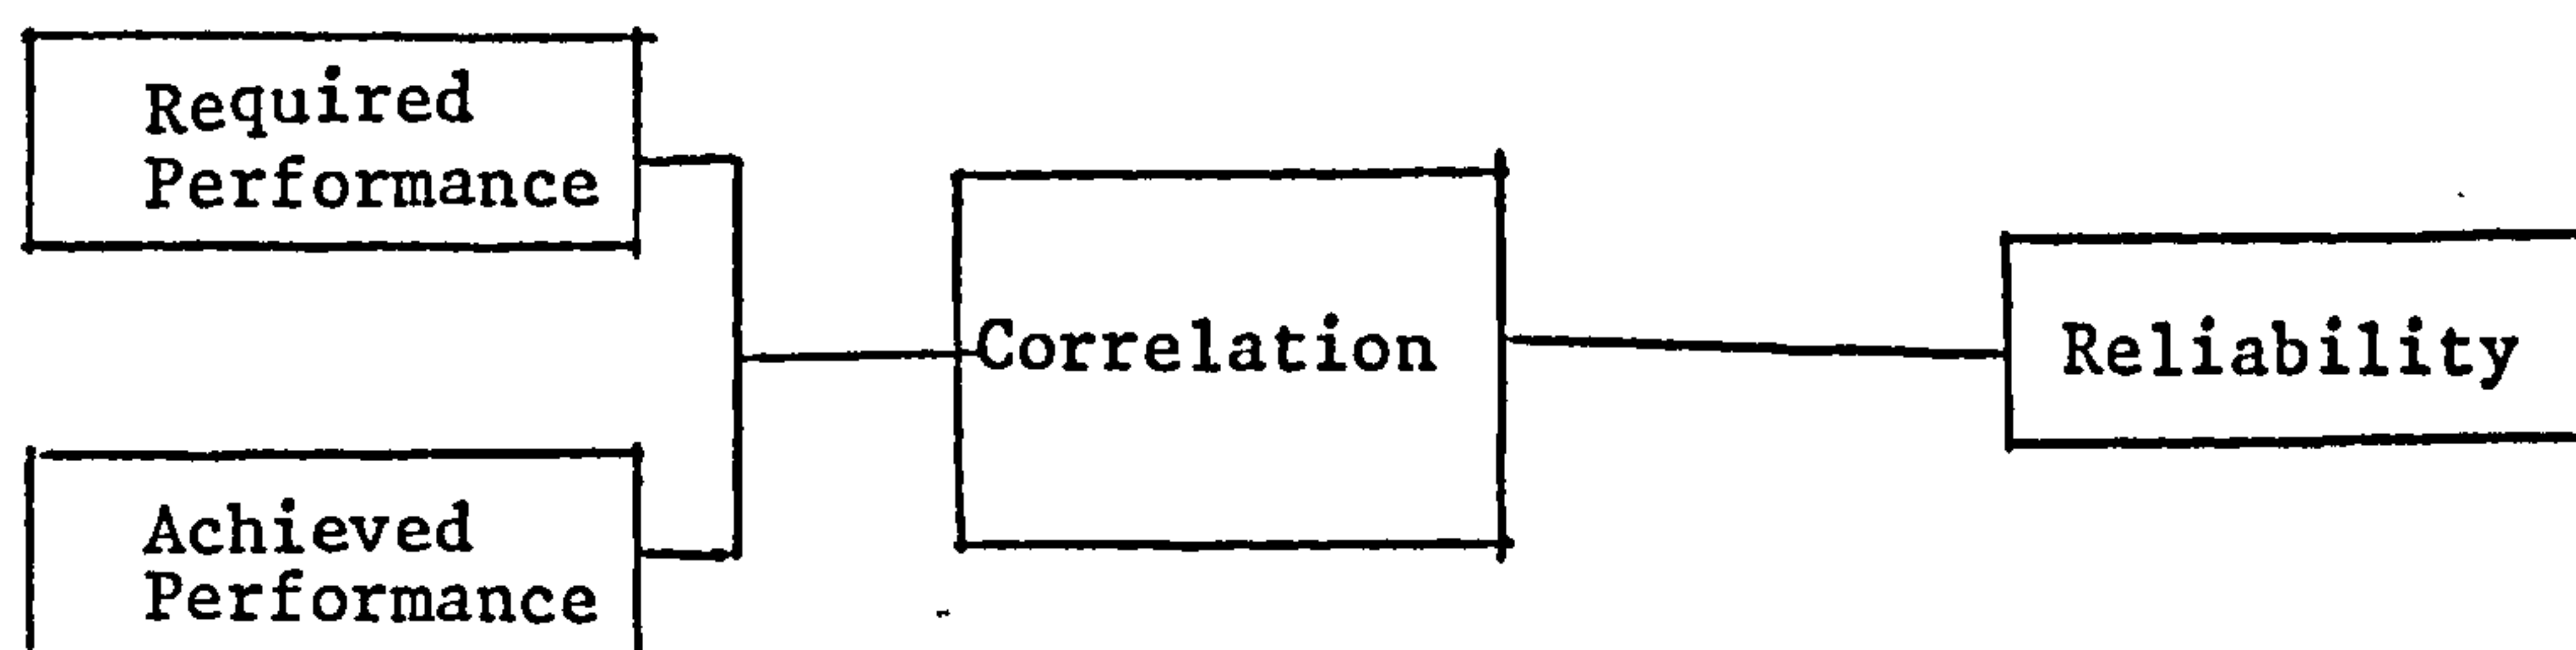 Required
Performance
Correlation
Reliability
Achieved
Performance